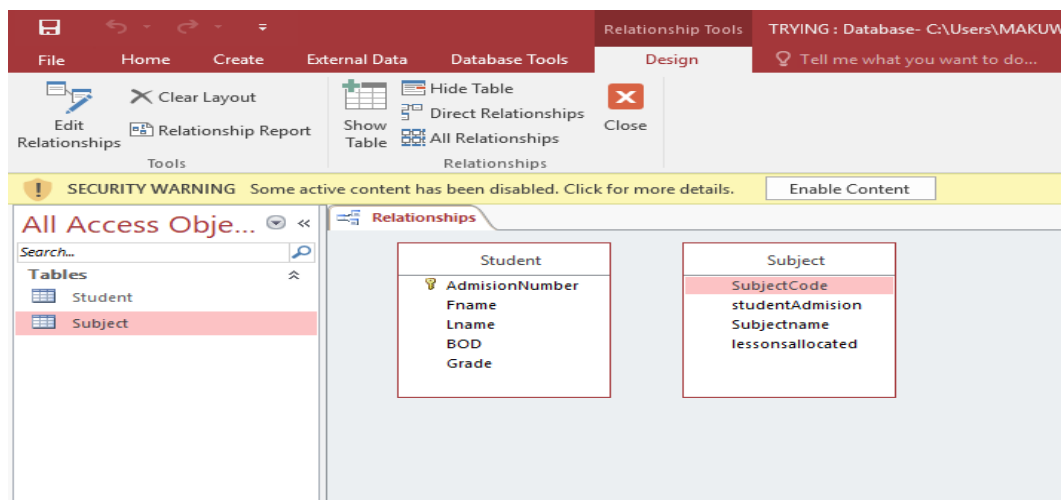 Relationship Tools TRYING : Database- C:\Users\MAKUW
File Home Create External Data Database Tools Design Tell me what you want to do...
Edit Relationships
Clear Layout
Relationship Report
Tools
Show Table
Hide Table
Direct Relationships
All Relationships
Relationships
Close
SECURITY WARNING Some active content has been disabled. Click for more details. Enable Content
All Access Obje...
Search...
Tables
Student
Subject
Relationships
Student
AdmisionNumber
Fname
Lname
BOD
Grade
Subject
SubjectCode
studentAdmision
Subjectname
lessonsallocated